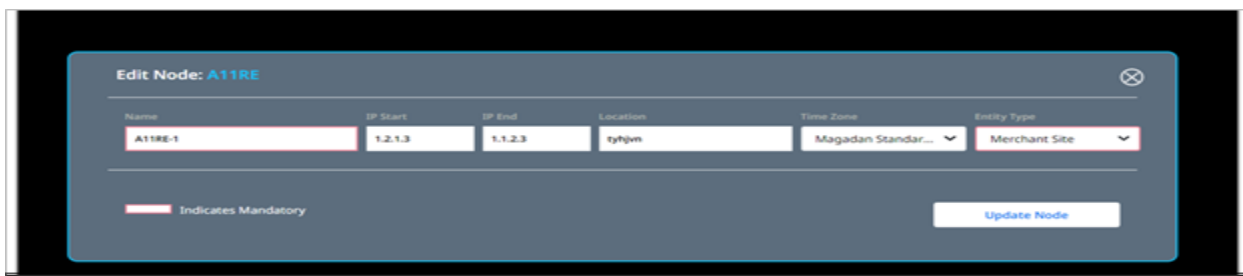 Edit Node: A11RE
Name IP Start IP End Location Time Zone Entity Type
A11RE-1 1.2.1.3 1.1.2.3 tyhjvn Magadan Standar... Merchant Site
Indicates Mandatory
Update Node